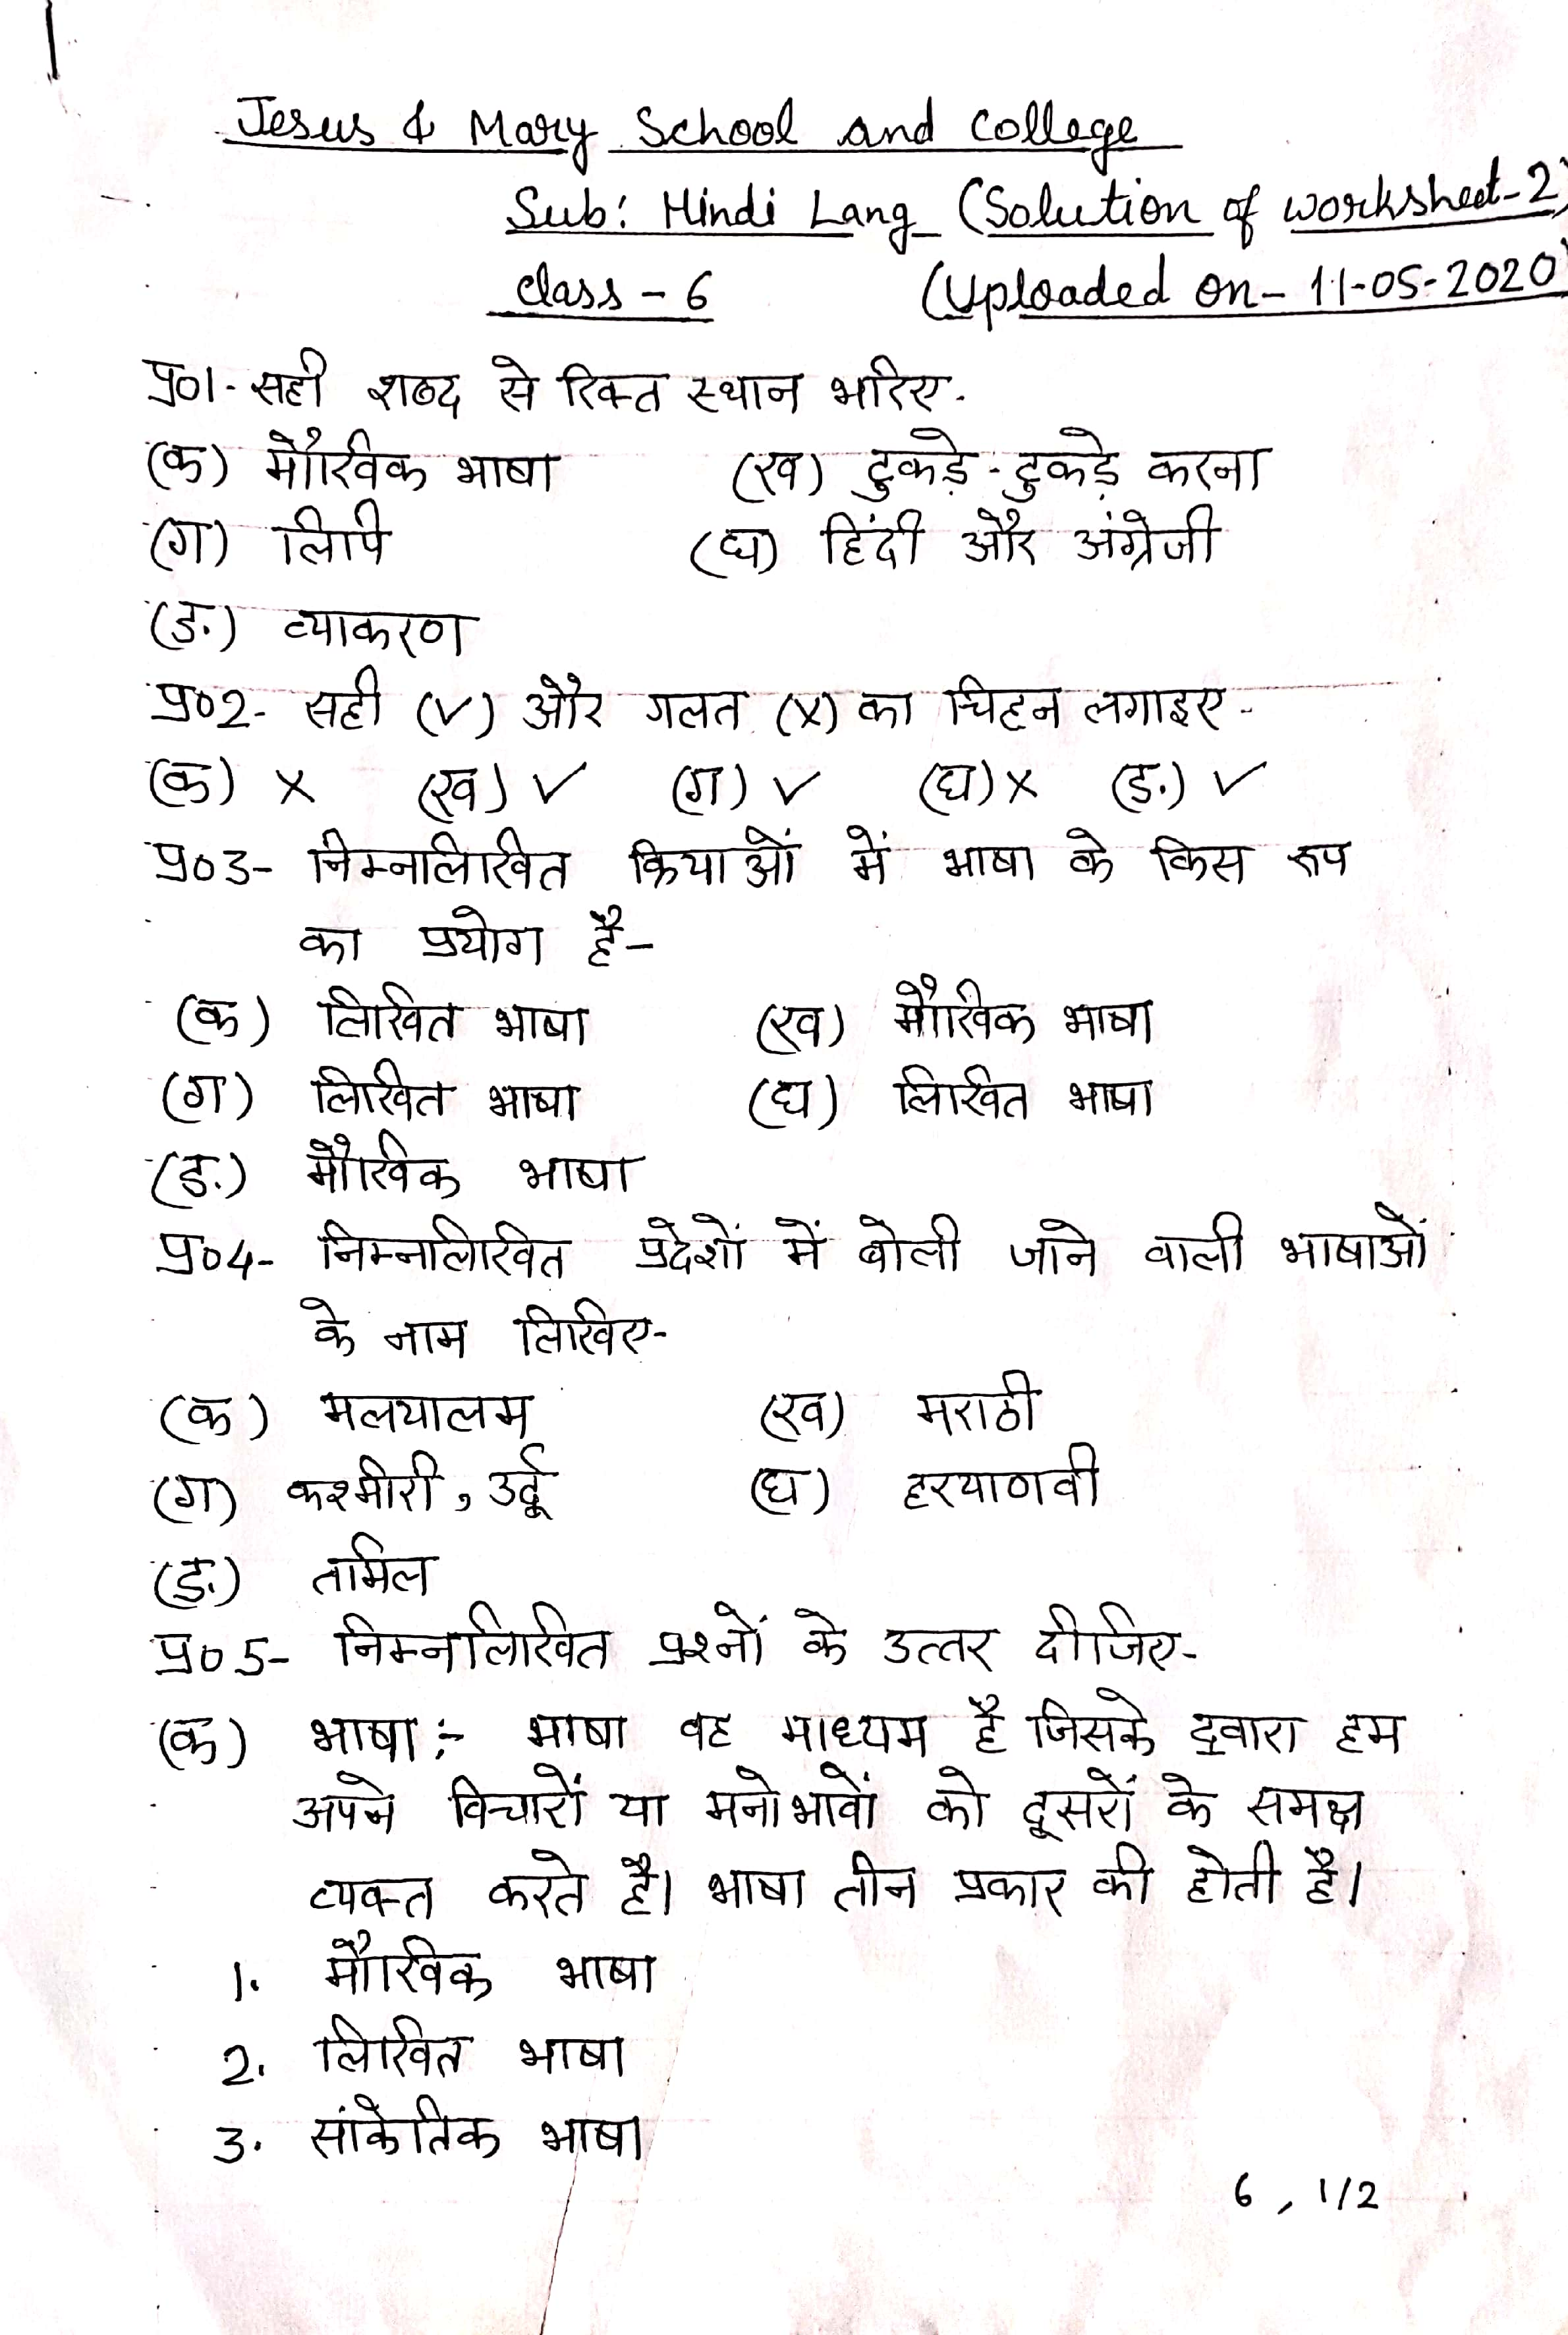 Jesus & Mary School and College
Sub: Hindi Lang (Solution of worksheet-2)
class - 6 (Uploaded on- 11-05-2020)
प्र01- सही शब्द से रिक्त स्थान भरिए-
(क) मौखिक भाषा (ख) टुकड़े-टुकड़े करना
(ग) लिपि (घ) हिंदी और अंग्रेजी
(ङ) व्याकरण
प्र02- सही (✓) और गलत (x) का चिह्न लगाइए-
(क) x (ख) ✓ (ग) ✓ (घ) x (ङ) ✓
प्र03- निम्नलिखित क्रियाओं में भाषा के किस रूप
का प्रयोग है-
(क) लिखित भाषा (ख) मौखिक भाषा
(ग) लिखित भाषा (घ) लिखित भाषा
(ङ) मौखिक भाषा
प्र04- निम्नलिखित प्रदेशों में बोली जाने वाली भाषाओं
के नाम लिखिए-
(क) मलयालम (ख) मराठी
(ग) कश्मीरी, उर्दू (घ) हरयाणवी
(ङ) तमिल
प्र05- निम्नलिखित प्रश्नों के उत्तर दीजिए-
(क) भाषा:- भाषा वह माध्यम है जिसके द्वारा हम
अपने विचारों या मनोभावों को दूसरों के समक्ष
व्यक्त करते है। भाषा तीन प्रकार की होती है।
1. मौखिक भाषा
2. लिखित भाषा
3. सांकेतिक भाषा
6, 1/2